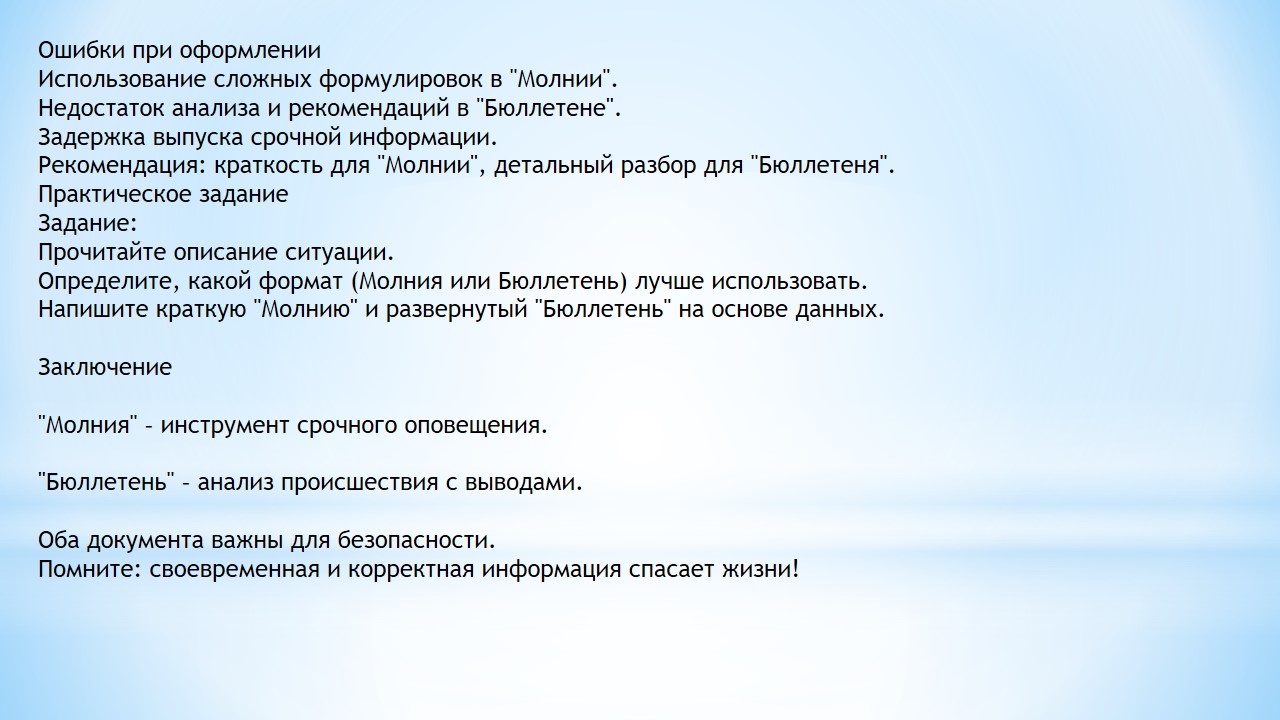 Ошибки при оформлении
Использование сложных формулировок в "Молнии".
Недостаток анализа и рекомендаций в "Бюллетене".
Задержка выпуска срочной информации.
Рекомендация: краткость для "Молнии", детальный разбор для "Бюллетеня".
Практическое задание
Задание:
Прочитайте описание ситуации.
Определите, какой формат (Молния или Бюллетень) лучше использовать.
Напишите краткую "Молнию" и развернутый "Бюллетень" на основе данных.
Заключение
"Молния" - инструмент срочного оповещения.
"Бюллетень" - анализ происшествия с выводами.
Оба документа важны для безопасности.
Помните: своевременная и корректная информация спасает жизни!